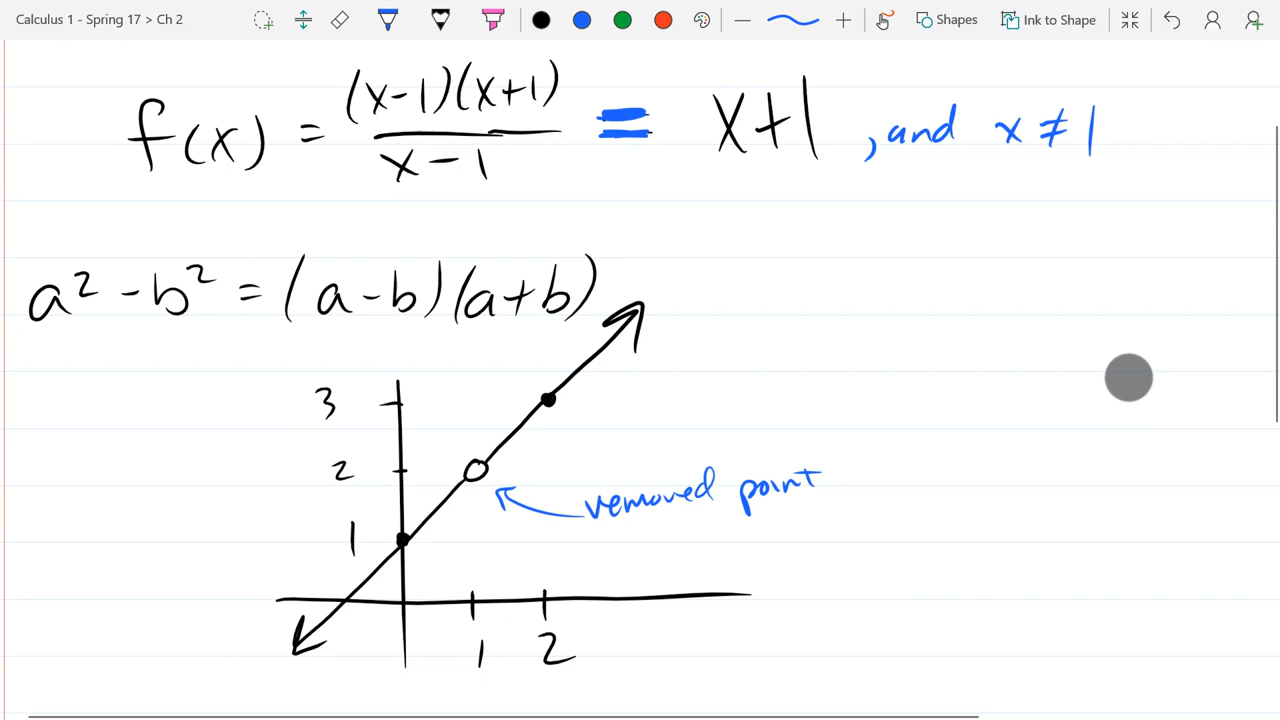 Calculus 1 - Spring 17 > Ch 2
Shapes
Ink to Shape
f(x) = (x-1)(x+1) / x-1 = x+1 , and x ≠ 1
a² - b² = (a-b)(a+b)
3
2
removed point
1
1 2